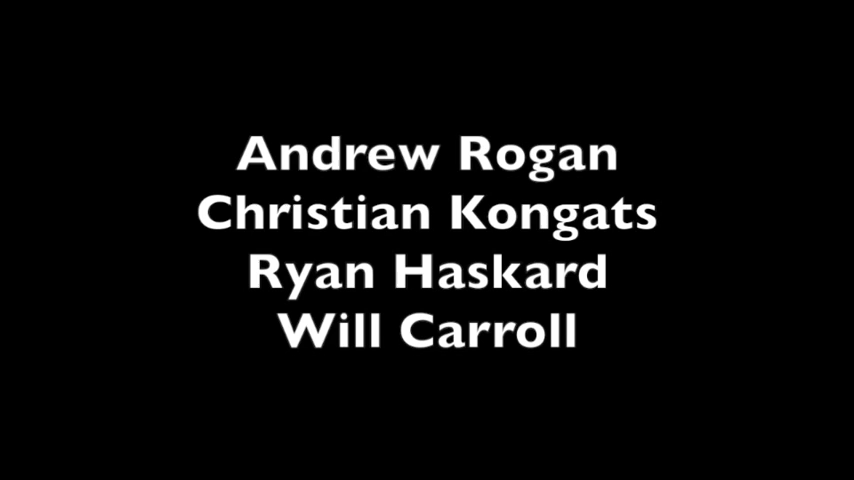 Andrew Rogan
Christian Kongats
Ryan Haskard
Will Carroll